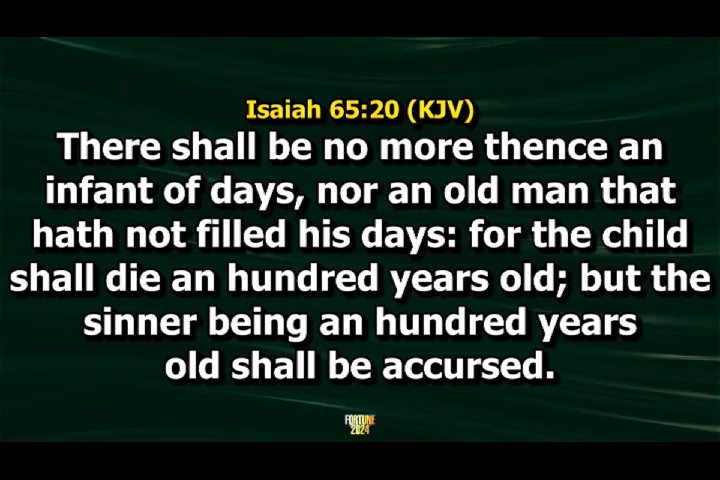 Isaiah 65:20 (KJV)
There shall be no more thence an
infant of days, nor an old man that
hath not filled his days: for the child
shall die an hundred years old; but the
sinner being an hundred years
old shall be accursed.
FORTUNE
2024